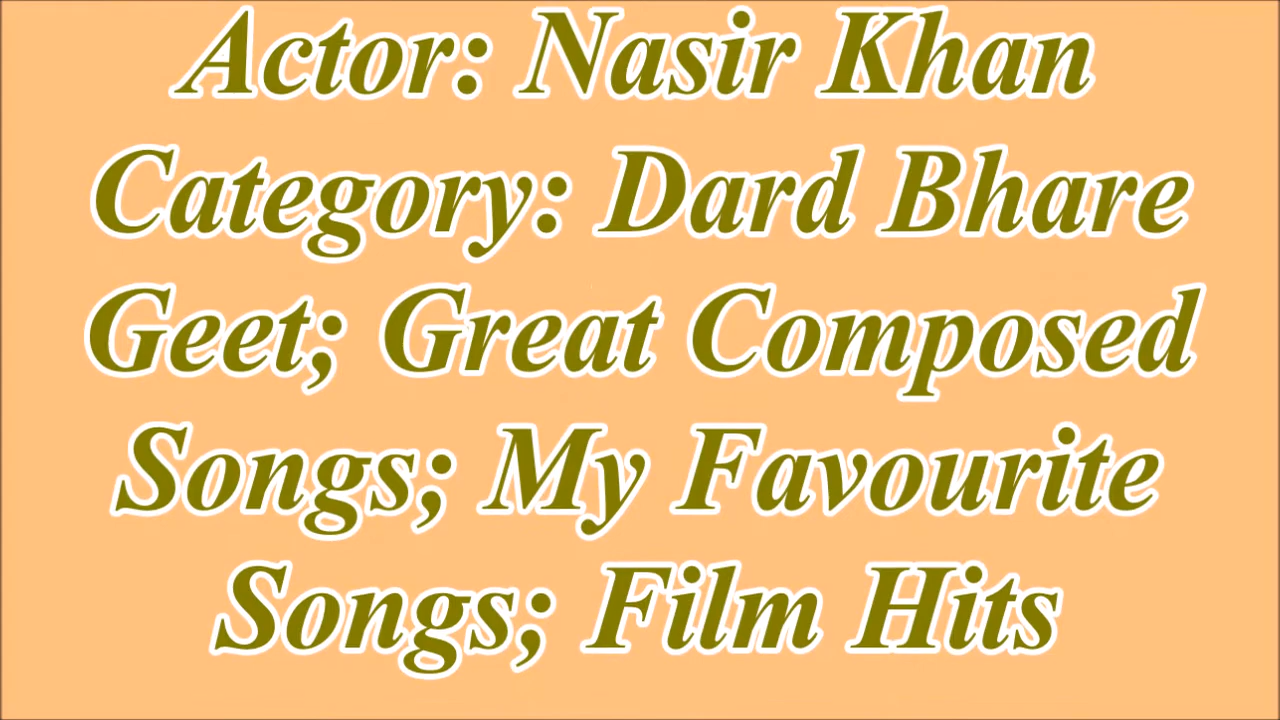 Actor: Nasir Khan
Category: Dard Bhare
Geet; Great Composed
Songs; My Favourite
Songs; Film Hits